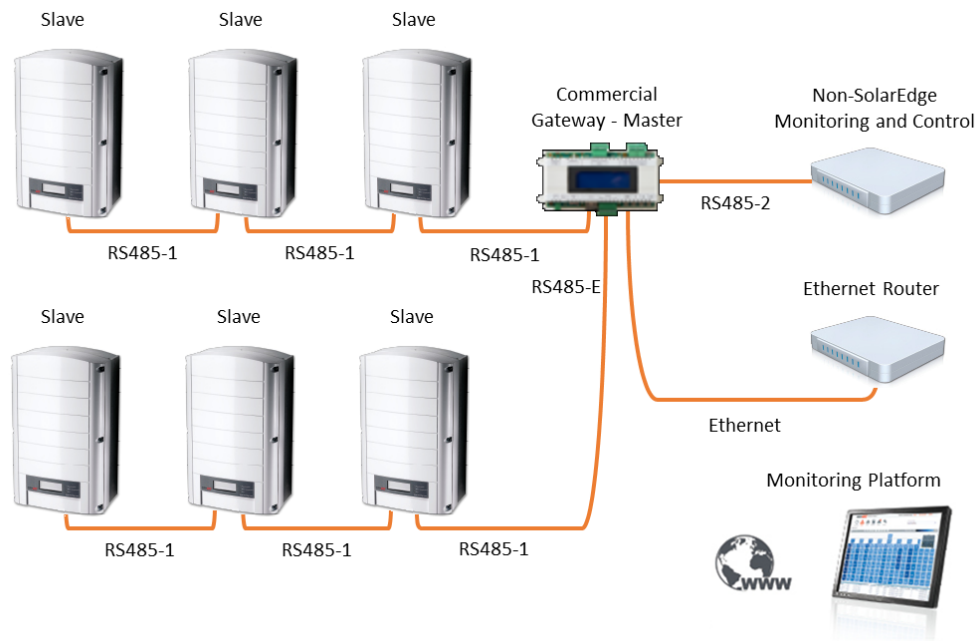 Slave
Slave
Slave
Commercial
Gateway - Master
Non-SolarEdge
Monitoring and Control
RS485-2
RS485-1
RS485-1
RS485-1
RS485-E
Ethernet Router
Slave
Slave
Slave
Ethernet
Monitoring Platform
RS485-1
RS485-1
RS485-1
www